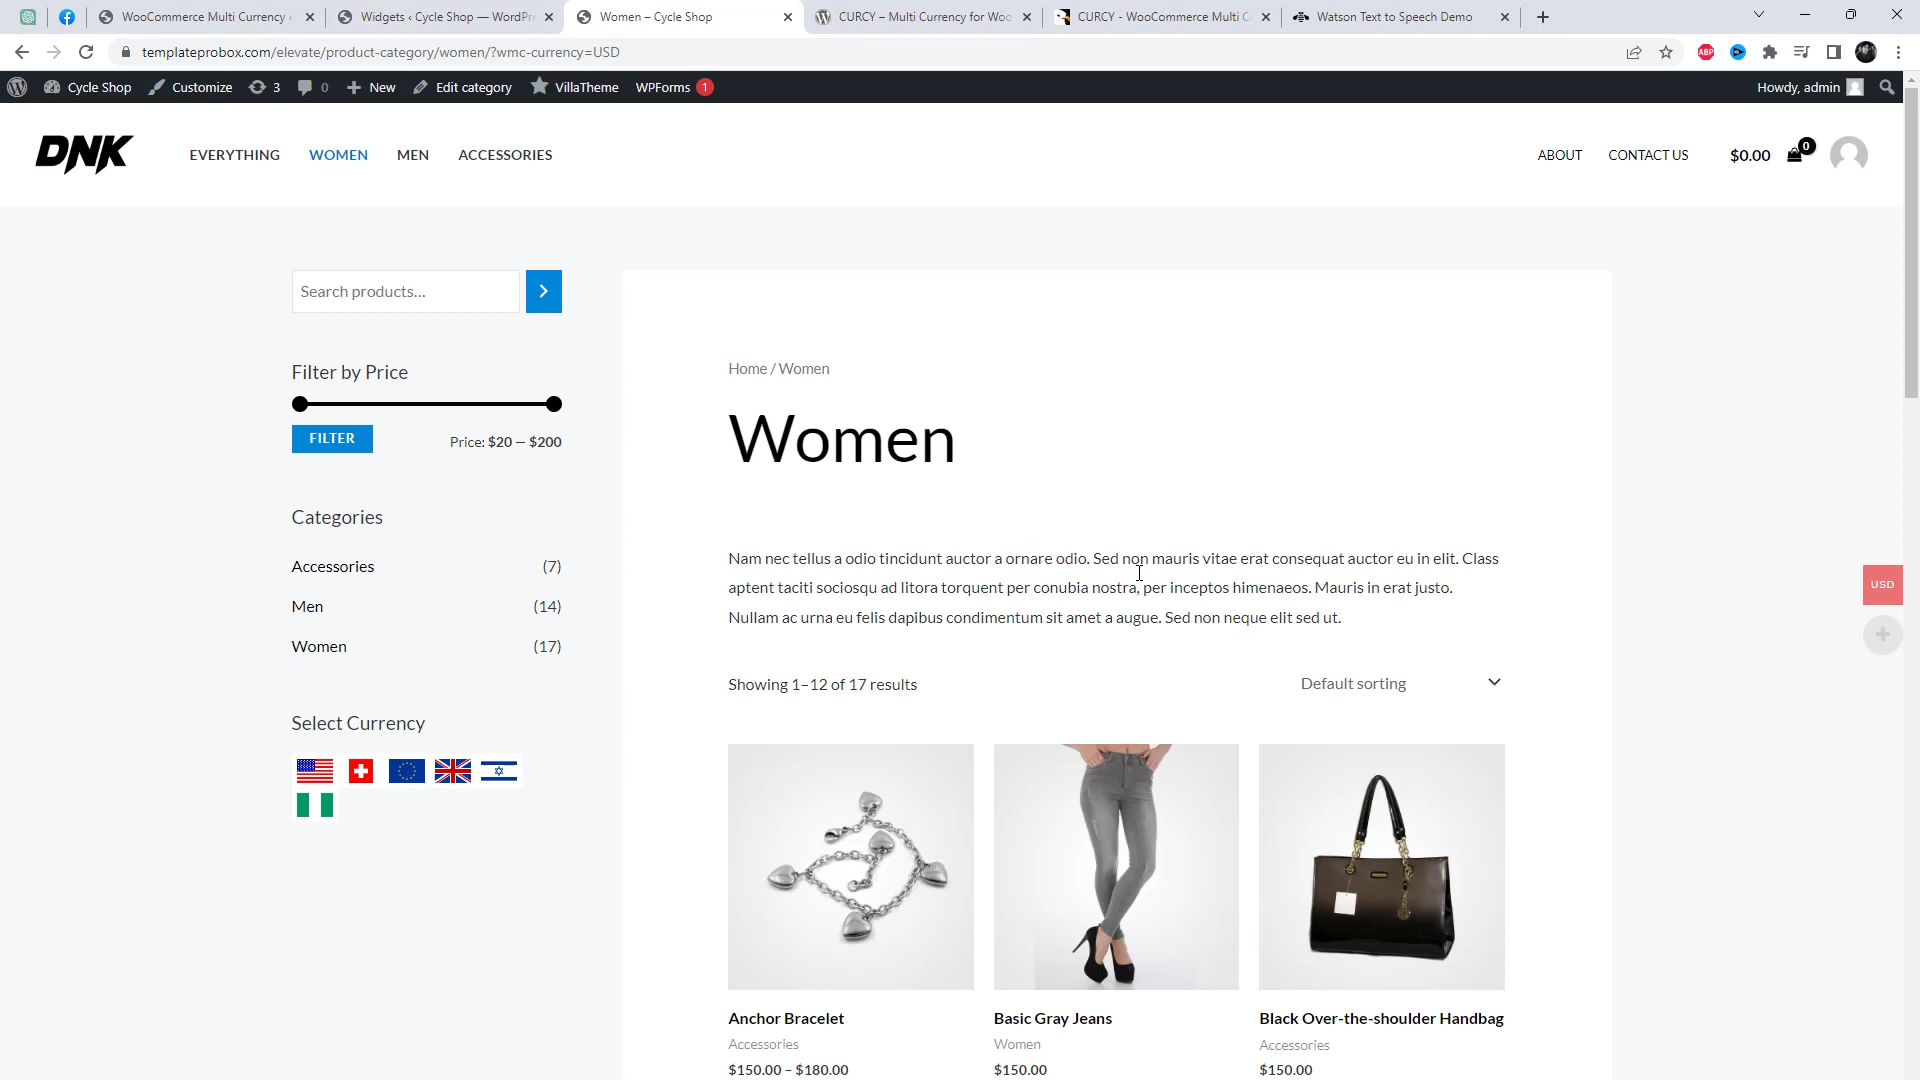 WooCommerce Multi Currency ‹
Widgets ‹ Cycle Shop — WordPr
Women – Cycle Shop
CURCY – Multi Currency for Woo
CURCY - WooCommerce Multi C
Watson Text to Speech Demo
templateprobox.com/elevate/product-category/women/?wmc-currency=USD
ABP
Cycle Shop
Customize
3
0
New
Edit category
VillaTheme
WPForms 1
Howdy, admin
DNK
EVERYTHING
WOMEN
MEN
ACCESSORIES
ABOUT
CONTACT US
$0.00
0
Search products…
Filter by Price
FILTER
Price: $20 — $200
Categories
Accessories (7)
Men (14)
Women (17)
Select Currency
Home / Women
Women
Nam nec tellus a odio tincidunt auctor a ornare odio. Sed non mauris vitae erat consequat auctor eu in elit. Class
aptent taciti sociosqu ad litora torquent per conubia nostra, per inceptos himenaeos. Mauris in erat justo.
Nullam ac urna eu felis dapibus condimentum sit amet a augue. Sed non neque elit sed ut.
Showing 1–12 of 17 results
Default sorting
Anchor Bracelet
Accessories
$150.00 – $180.00
Basic Gray Jeans
Women
$150.00
Black Over-the-shoulder Handbag
Accessories
$150.00
USD